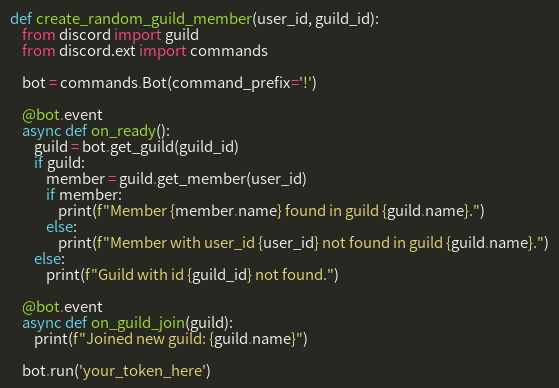 def create_random_guild_member(user_id, guild_id):
from discord import guild
from discord.ext import commands
bot = commands.Bot(command_prefix='!')
@bot.event
async def on_ready():
guild = bot.get_guild(guild_id)
if guild:
member = guild.get_member(user_id)
if member:
print(f"Member {member.name} found in guild {guild.name}.")
else:
print(f"Member with user_id {user_id} not found in guild {guild.name}.")
else:
print(f"Guild with id {guild_id} not found.")
@bot.event
async def on_guild_join(guild):
print(f"Joined new guild: {guild.name}")
bot.run('your_token_here')